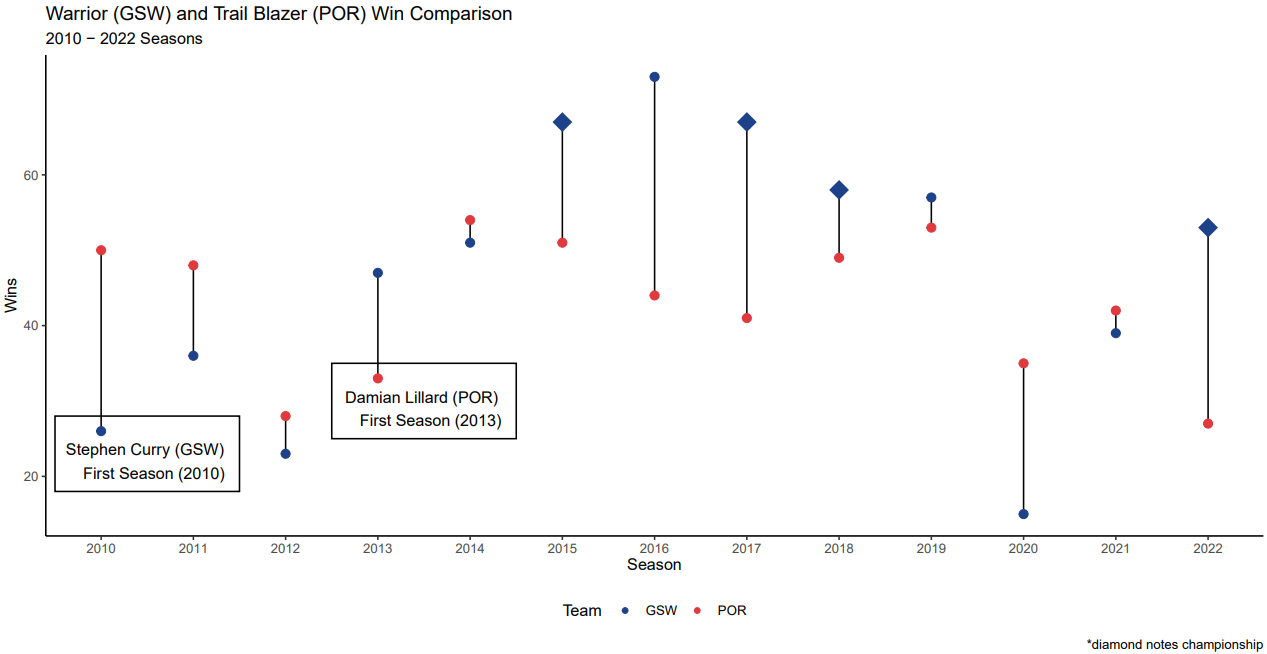 Warrior (GSW) and Trail Blazer (POR) Win Comparison
2010 − 2022 Seasons
Wins
60
40
20
Stephen Curry (GSW)
First Season (2010)
Damian Lillard (POR)
First Season (2013)
2010 2011 2012 2013 2014 2015 2016 2017 2018 2019 2020 2021 2022
Season
Team GSW POR
*diamond notes championship